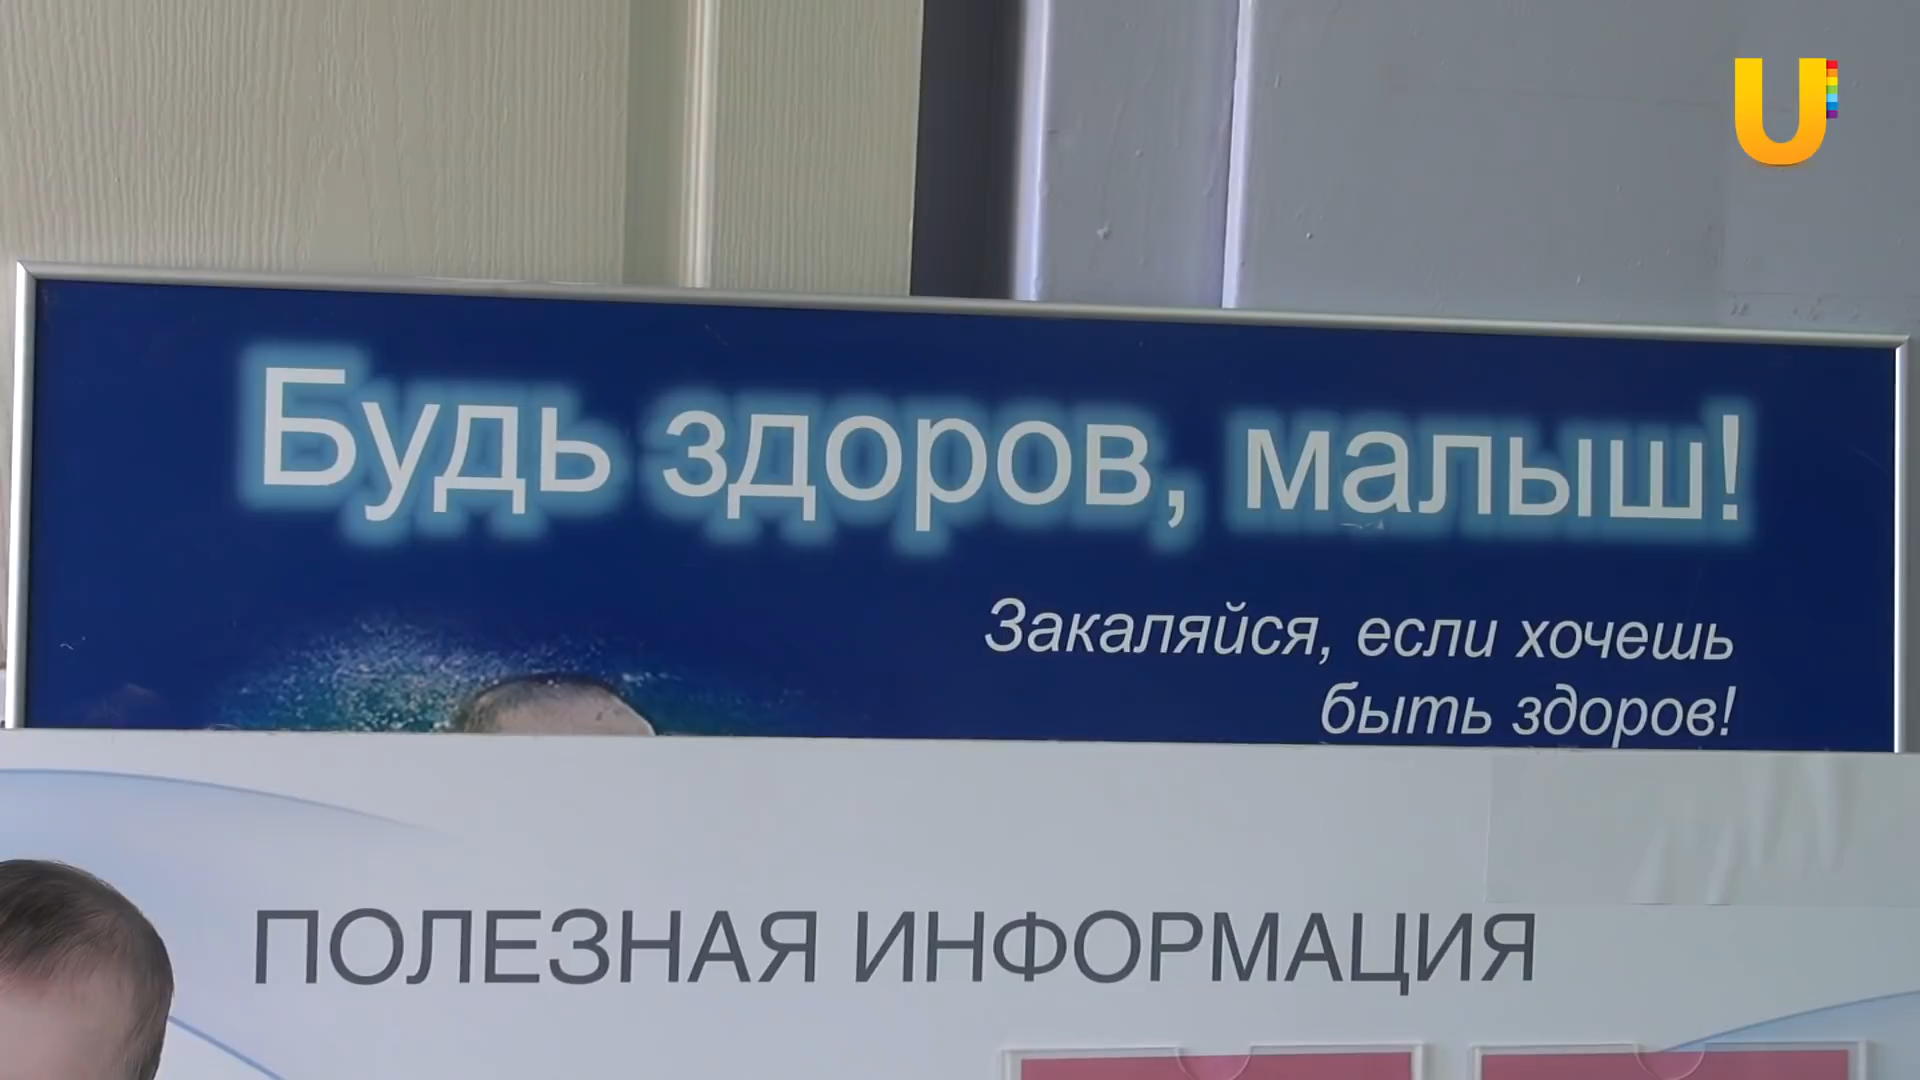 U
Будь здоров, малыш!
Закаляйся, если хочешь
быть здоров!
ПОЛЕЗНАЯ ИНФОРМАЦИЯ